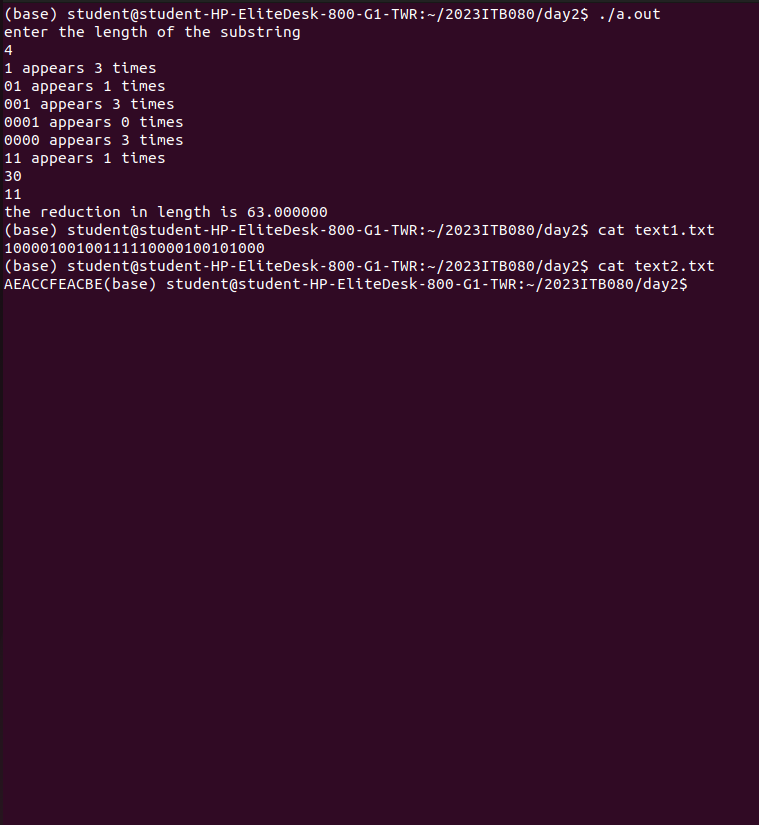 (base) student@student-HP-EliteDesk-800-G1-TWR:~/2023ITB080/day2$ ./a.out
enter the length of the substring
4
1 appears 3 times
01 appears 1 times
001 appears 3 times
0001 appears 0 times
0000 appears 3 times
11 appears 1 times
30
11
the reduction in length is 63.000000
(base) student@student-HP-EliteDesk-800-G1-TWR:~/2023ITB080/day2$ cat text1.txt
10000100100111110000100101000
(base) student@student-HP-EliteDesk-800-G1-TWR:~/2023ITB080/day2$ cat text2.txt
AEACCFEACBE(base) student@student-HP-EliteDesk-800-G1-TWR:~/2023ITB080/day2$